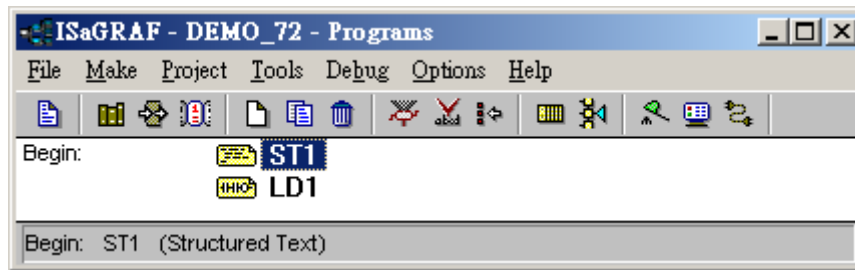 ISaGRAF - DEMO_72 - Programs
File Make Project Tools Debug Options Help
Begin: ST1
LD1
Begin: ST1 (Structured Text)